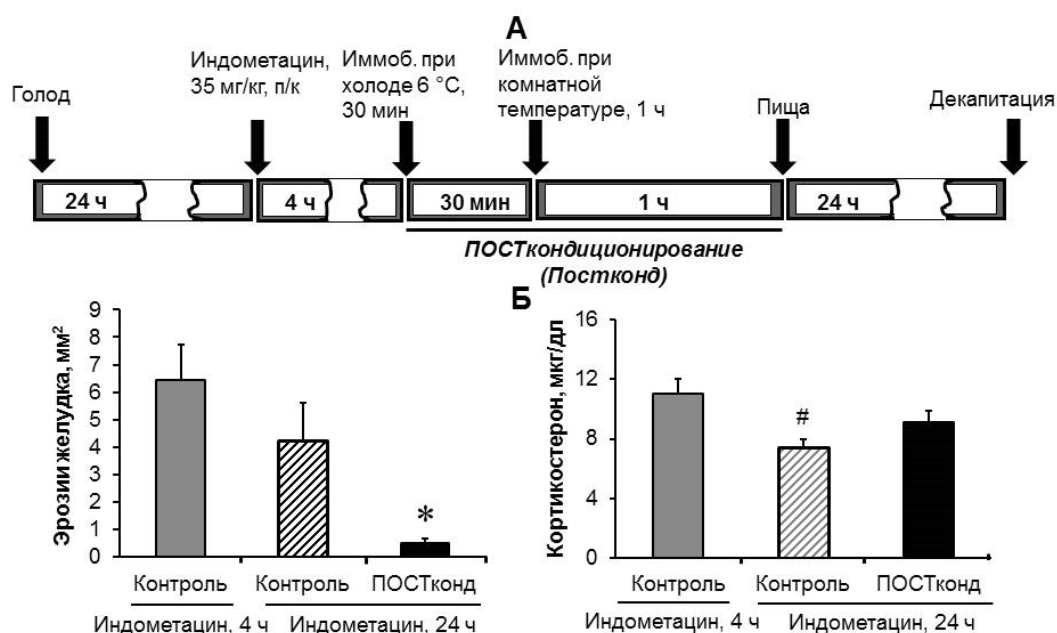 А
Голод
Индометацин,
35 мг/кг, п/к
Иммоб. при
холоде 6 °С,
30 мин
Иммоб. при
комнатной
температуре, 1 ч
Пища
Декапитация
24 ч
4 ч
30 мин
1 ч
24 ч
ПОСТкондиционирование
(Постконд)
Б
Эрозии желудка, мм²
9
8
7
6
5
4
3
2
1
0
*
Контроль
Контроль
ПОСТконд
Индометацин, 4 ч
Индометацин, 24 ч
Кортикостерон, мкг/дл
16
12
8
4
0
#
Контроль
Контроль
ПОСТконд
Индометацин, 4 ч
Индометацин, 24 ч